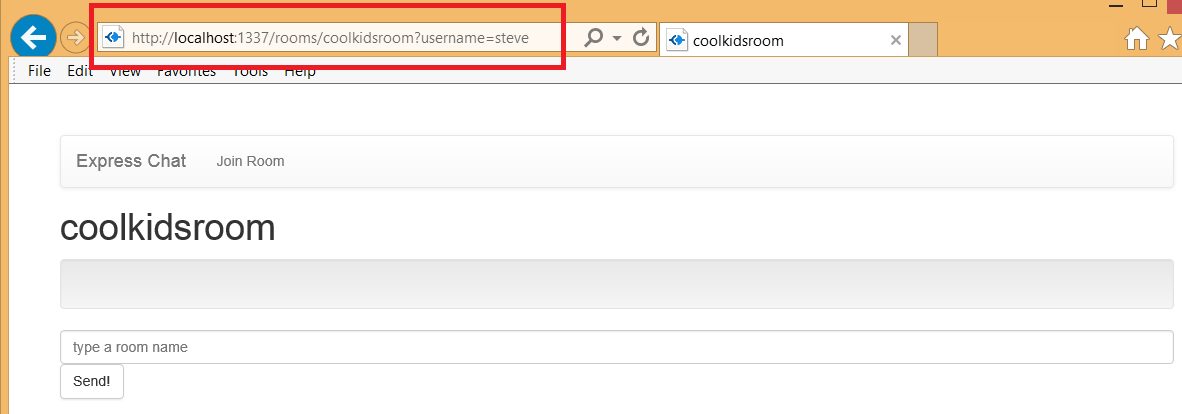 http://localhost:1337/rooms/coolkidsroom?username=steve
coolkidsroom
File Edit View Favorites Tools Help
Express Chat Join Room
coolkidsroom
type a room name
Send!